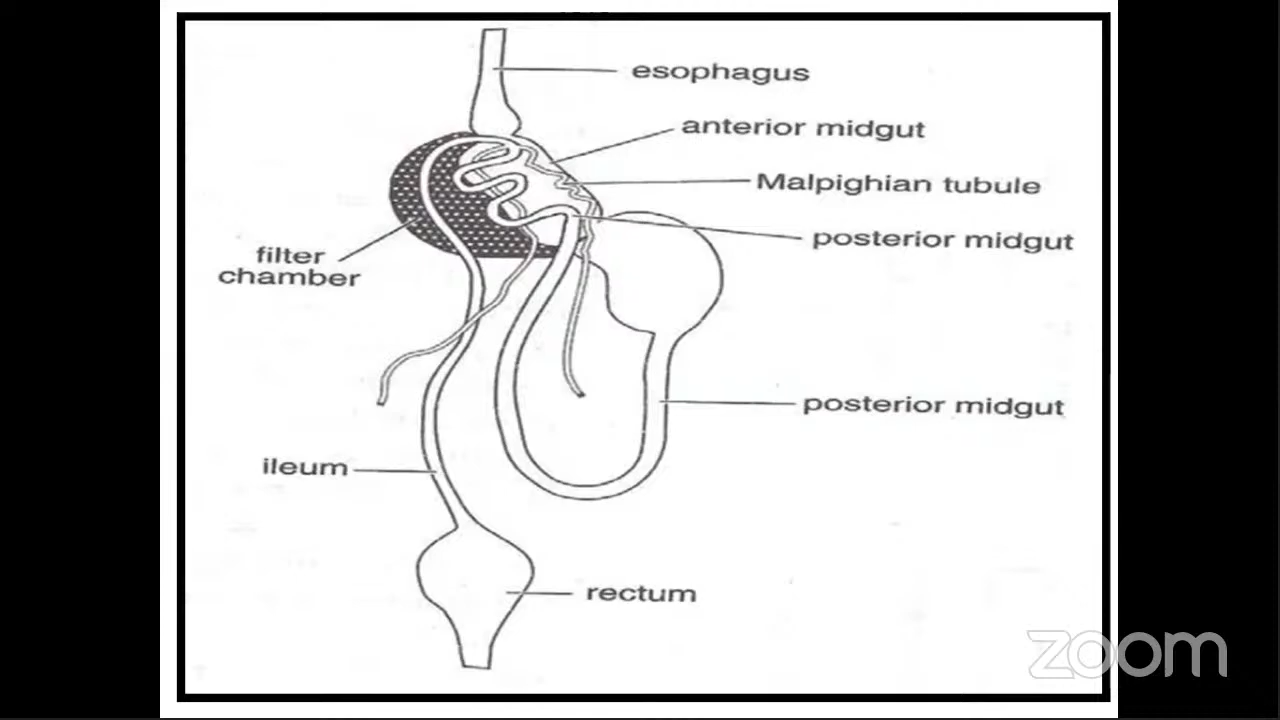 esophagus
anterior midgut
Malpighian tubule
posterior midgut
filter
chamber
posterior midgut
ileum
rectum
zoom